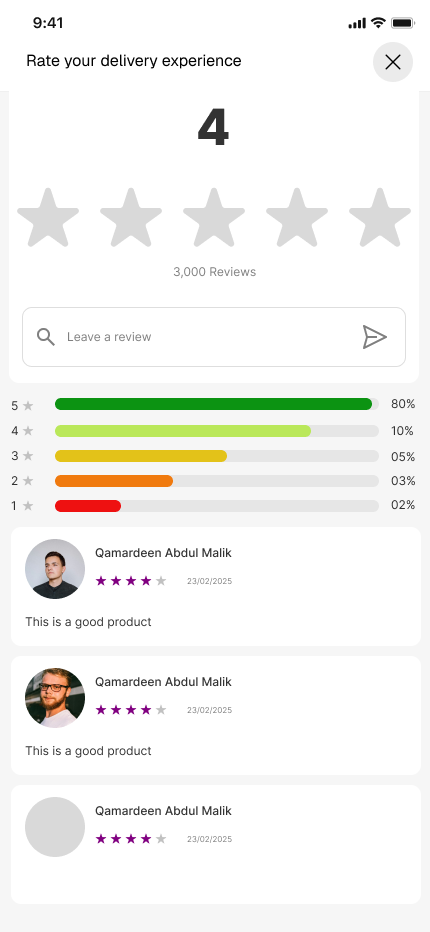 9:41
Rate your delivery experience
4
3,000 Reviews
Leave a review
5 80%
4 10%
3 05%
2 03%
1 02%
Qamardeen Abdul Malik
23/02/2025
This is a good product
Qamardeen Abdul Malik
23/02/2025
This is a good product
Qamardeen Abdul Malik
23/02/2025